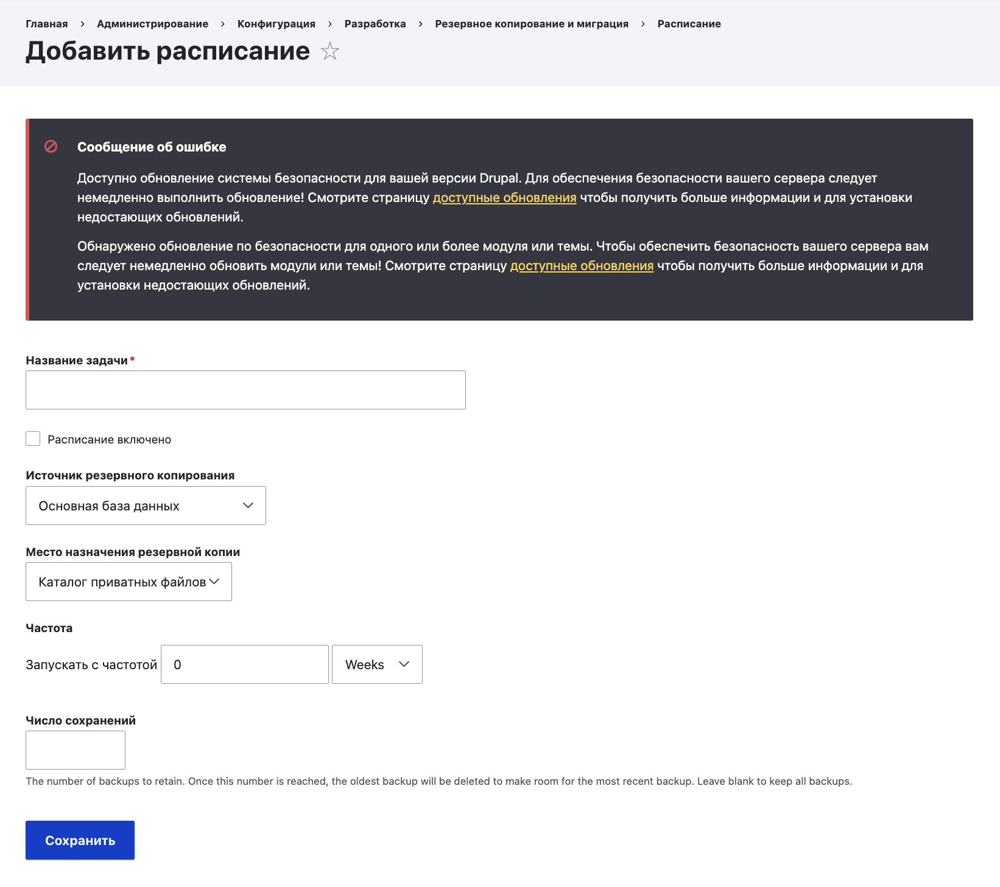 Главная › Администрирование › Конфигурация › Разработка › Резервное копирование и миграция › Расписание
Добавить расписание
Сообщение об ошибке
Доступно обновление системы безопасности для вашей версии Drupal. Для обеспечения безопасности вашего сервера следует
немедленно выполнить обновление! Смотрите страницу доступные обновления чтобы получить больше информации и для установки
недостающих обновлений.
Обнаружено обновление по безопасности для одного или более модуля или темы. Чтобы обеспечить безопасность вашего сервера вам
следует немедленно обновить модули или темы! Смотрите страницу доступные обновления чтобы получить больше информации и для
установки недостающих обновлений.
Название задачи*
Расписание включено
Источник резервного копирования
Основная база данных
Место назначения резервной копии
Каталог приватных файлов
Частота
Запускать с частотой 0 Weeks
Число сохранений
The number of backups to retain. Once this number is reached, the oldest backup will be deleted to make room for the most recent backup. Leave blank to keep all backups.
Сохранить